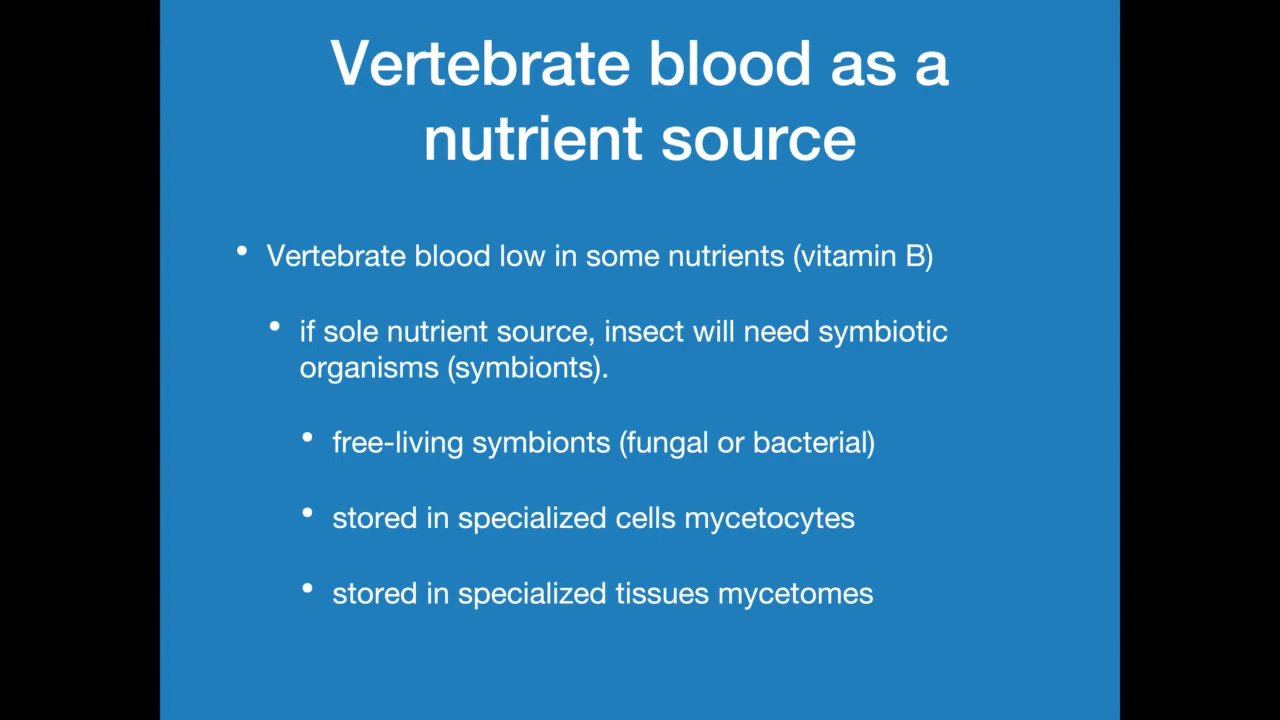 Vertebrate blood as a
nutrient source
• Vertebrate blood low in some nutrients (vitamin B)
• if sole nutrient source, insect will need symbiotic
organisms (symbionts).
• free-living symbionts (fungal or bacterial)
• stored in specialized cells mycetocytes
• stored in specialized tissues mycetomes